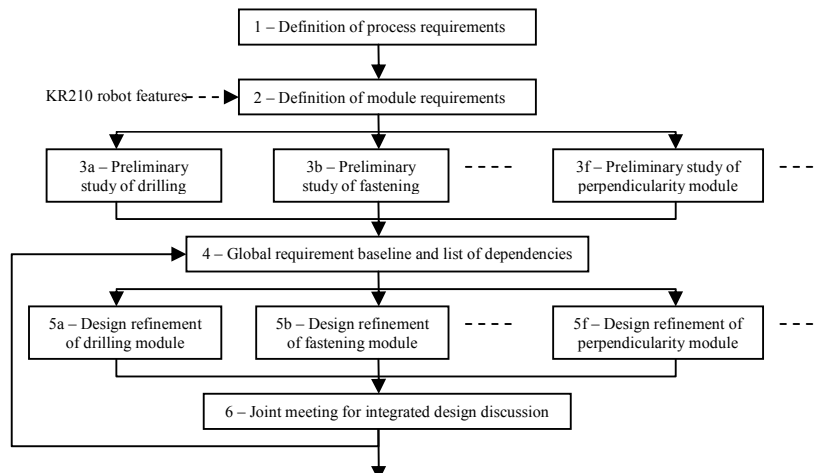 1 – Definition of process requirements
KR210 robot features
2 – Definition of module requirements
3a – Preliminary
study of drilling
3b – Preliminary
study of fastening
3f – Preliminary study of
perpendicularity module
4 – Global requirement baseline and list of dependencies
5a – Design refinement
of drilling module
5b – Design refinement
of fastening module
5f – Design refinement of
perpendicularity module
6 – Joint meeting for integrated design discussion